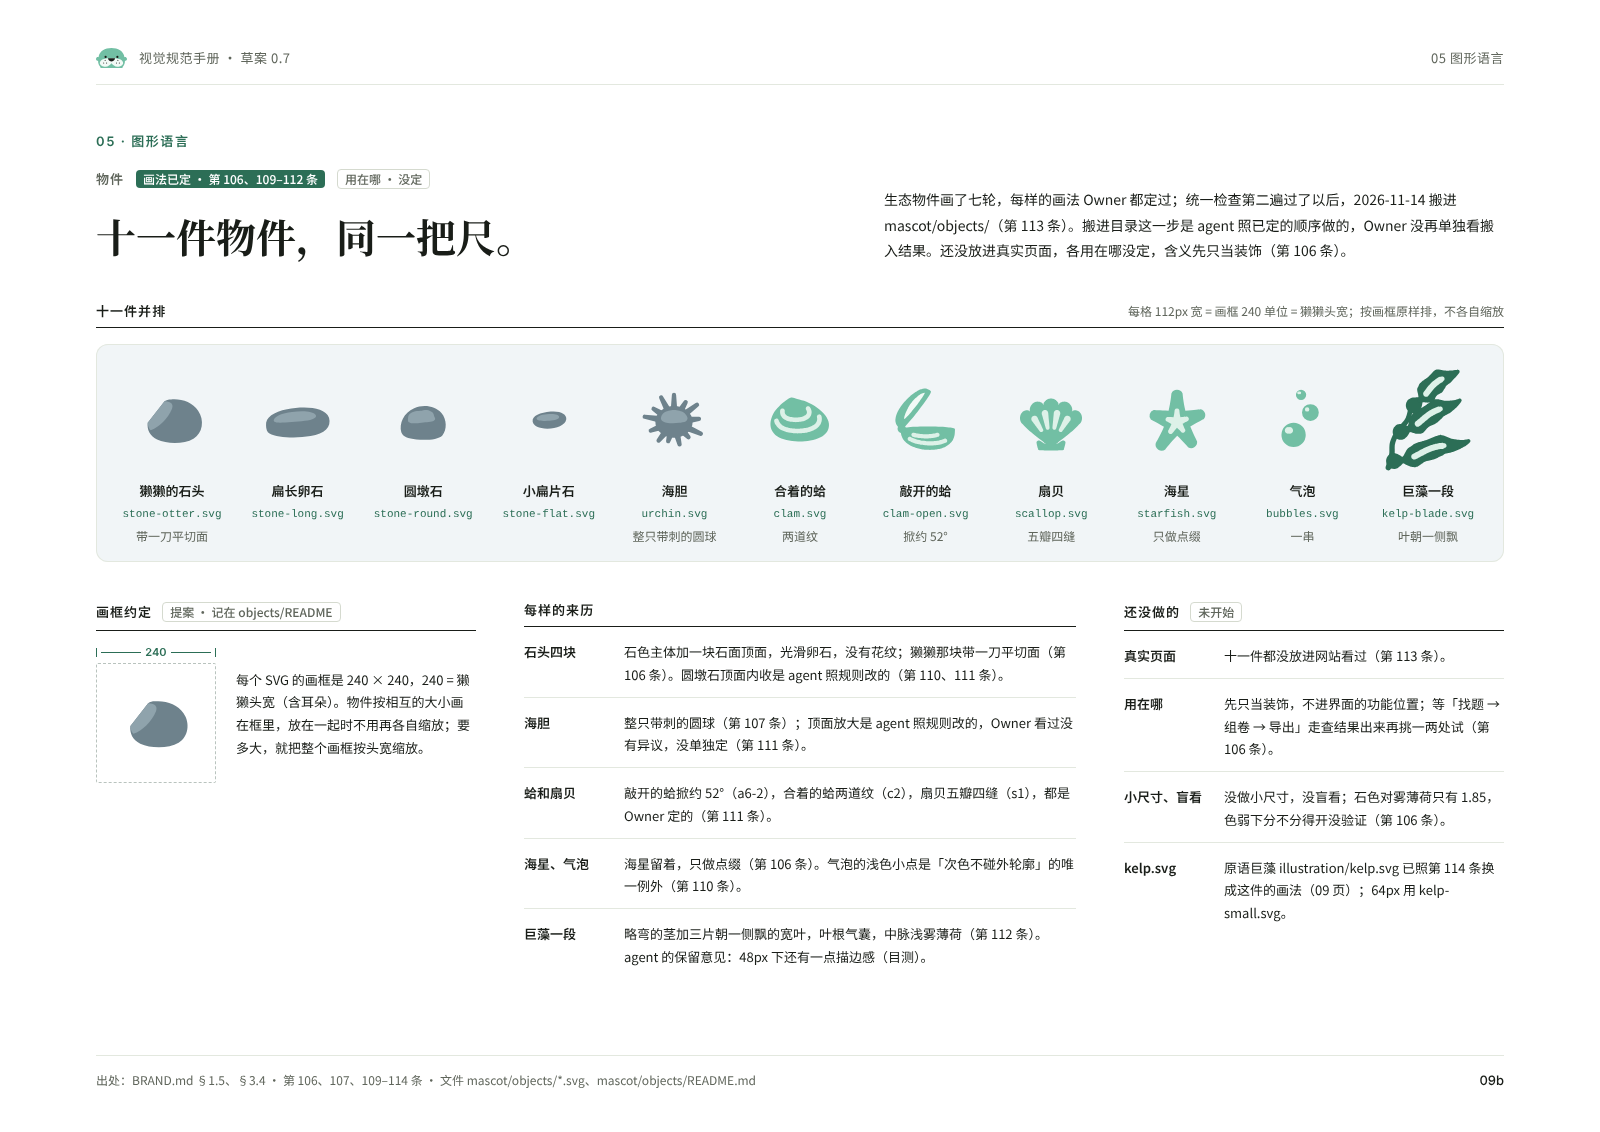 视觉规范手册 · 草案 0.7
05 图形语言
05 · 图形语言
物件 画法已定 · 第 106、109–112 条 用在哪 · 没定
十一件物件，同一把尺。
生态物件画了七轮，每样的画法 Owner 都定过；统一检查第二遍过了以后，2026-11-14 搬进
mascot/objects/（第 113 条）。搬进目录这一步是 agent 照已定的顺序做的，Owner 没再单独看搬
入结果。还没放进真实页面，各用在哪没定，含义先只当装饰（第 106 条）。
十一件并排
每格 112px 宽 = 画框 240 单位 = 獭獭头宽；按画框原样排，不各自缩放
獭獭的石头
stone-otter.svg
带一刀平切面
扁长卵石
stone-long.svg
圆墩石
stone-round.svg
小扁片石
stone-flat.svg
海胆
urchin.svg
整只带刺的圆球
合着的蛤
clam.svg
两道纹
敲开的蛤
clam-open.svg
掀约 52°
扇贝
scallop.svg
五瓣四缝
海星
starfish.svg
只做点缀
气泡
bubbles.svg
一串
巨藻一段
kelp-blade.svg
叶朝一侧飘
画框约定 提案 · 记在 objects/README
240
每个 SVG 的画框是 240 × 240，240 = 獭
獭头宽（含耳朵）。物件按相互的大小画
在框里，放在一起时不用再各自缩放；要
多大，就把整个画框按头宽缩放。
每样的来历
石头四块
石色主体加一块石面顶面，光滑卵石，没有花纹；獭獭那块带一刀平切面（第
106 条）。圆墩石顶面内收是 agent 照规则改的（第 110、111 条）。
海胆
整只带刺的圆球（第 107 条）；顶面放大是 agent 照规则改的，Owner 看过没
有异议，没单独定（第 111 条）。
蛤和扇贝
敲开的蛤掀约 52°（a6-2），合着的蛤两道纹（c2），扇贝五瓣四缝（s1），都是
Owner 定的（第 111 条）。
海星、气泡
海星留着，只做点缀（第 106 条）。气泡的浅色小点是「次色不碰外轮廓」的唯
一例外（第 110 条）。
巨藻一段
略弯的茎加三片朝一侧飘的宽叶，叶根气囊，中脉浅雾薄荷（第 112 条）。
agent 的保留意见：48px 下还有一点描边感（目测）。
还没做的 未开始
真实页面
十一件都没放进网站看过（第 113 条）。
用在哪
先只当装饰，不进界面的功能位置；等「找题 →
组卷 → 导出」走查结果出来再挑一两处试（第
106 条）。
小尺寸、盲看
没做小尺寸，没盲看；石色对雾薄荷只有 1.85，
色弱下分不分得开没验证（第 106 条）。
kelp.svg
原语巨藻 illustration/kelp.svg 已照第 114 条换
成这件的画法（09 页）；64px 用 kelp-
small.svg。
出处：BRAND.md §1.5、§3.4 · 第 106、107、109–114 条 · 文件 mascot/objects/*.svg、mascot/objects/README.md
09b